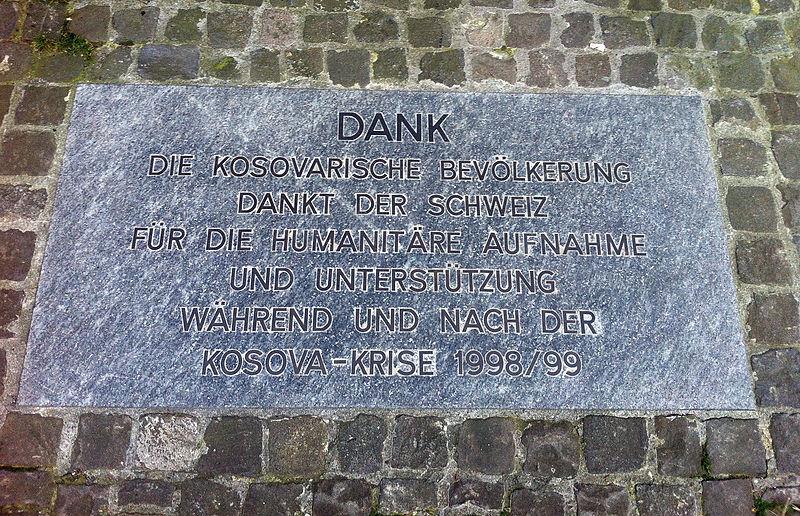 DANK
DIE KOSOVARISCHE BEVÖLKERUNG
DANKT DER SCHWEIZ
FÜR DIE HUMANITÄRE AUFNAHME
UND UNTERSTÜTZUNG
WÄHREND UND NACH DER
KOSOVA-KRISE 1998/99